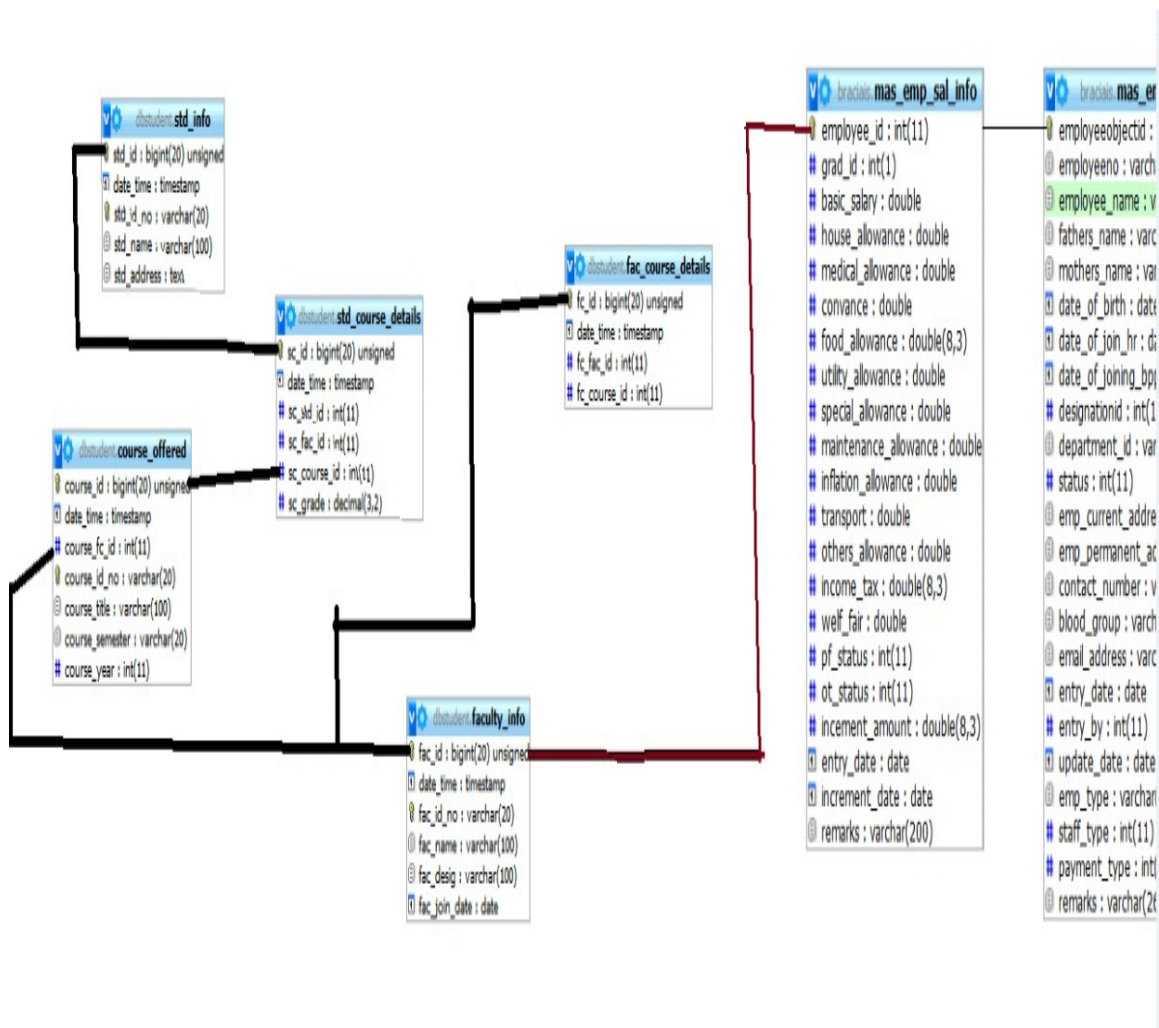 dbstudent.std_info
std_id : bigint(20) unsigned
date_time : timestamp
std_id_no : varchar(20)
std_name : varchar(100)
std_address : text
dbstudent.std_course_details
sc_id : bigint(20) unsigned
date_time : timestamp
sc_std_id : int(11)
sc_fac_id : int(11)
sc_course_id : int(11)
sc_grade : decimal(3,2)
dbstudent.course_offered
course_id : bigint(20) unsigned
date_time : timestamp
course_fc_id : int(11)
course_id_no : varchar(20)
course_title : varchar(100)
course_semester : varchar(20)
course_year : int(11)
dbstudent.fac_course_details
fc_id : bigint(20) unsigned
date_time : timestamp
fc_fac_id : int(11)
fc_course_id : int(11)
dbstudent.faculty_info
fac_id : bigint(20) unsigned
date_time : timestamp
fac_id_no : varchar(20)
fac_name : varchar(100)
fac_desig : varchar(100)
fac_join_date : date
braciais.mas_emp_sal_info
employee_id : int(11)
grad_id : int(1)
basic_salary : double
house_allowance : double
medical_allowance : double
convance : double
food_allowance : double(8,3)
utility_allowance : double
special_allowance : double
maintenance_allowance : double
inflation_allowance : double
transport : double
others_allowance : double
income_tax : double(8,3)
welf_fair : double
pf_status : int(11)
ot_status : int(11)
incement_amount : double(8,3)
entry_date : date
increment_date : date
remarks : varchar(200)
braciais.mas_em
employeeobjectid :
employeeno : varch
employee_name : v
fathers_name : varc
mothers_name : var
date_of_birth : date
date_of_join_hr : da
date_of_joining_bpp
designationid : int(1
department_id : var
status : int(11)
emp_current_addre
emp_permanent_ac
contact_number : v
blood_group : varch
email_address : varc
entry_date : date
entry_by : int(11)
update_date : date
emp_type : varchar
staff_type : int(11)
payment_type : int(
remarks : varchar(26